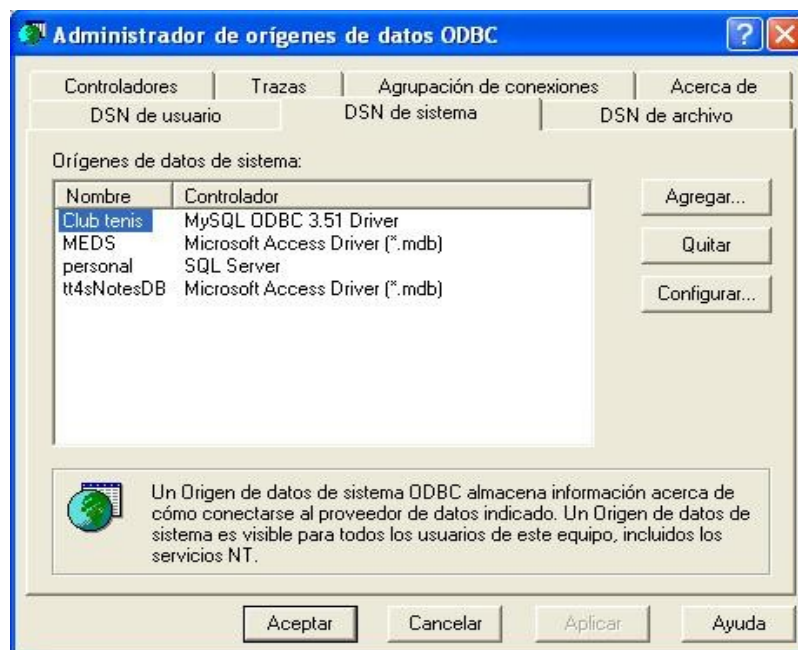 Administrador de orígenes de datos ODBC
Controladores
Trazas
Agrupación de conexiones
Acerca de
DSN de usuario
DSN de sistema
DSN de archivo
Orígenes de datos de sistema:
Nombre Controlador
Club tenis MySQL ODBC 3.51 Driver
MEDS Microsoft Access Driver (*.mdb)
personal SQL Server
tt4sNotesDB Microsoft Access Driver (*.mdb)
Agregar...
Quitar
Configurar...
Un Origen de datos de sistema ODBC almacena información acerca de
cómo conectarse al proveedor de datos indicado. Un Origen de datos de
sistema es visible para todos los usuarios de este equipo, incluidos los
servicios NT.
Aceptar
Cancelar
Aplicar
Ayuda